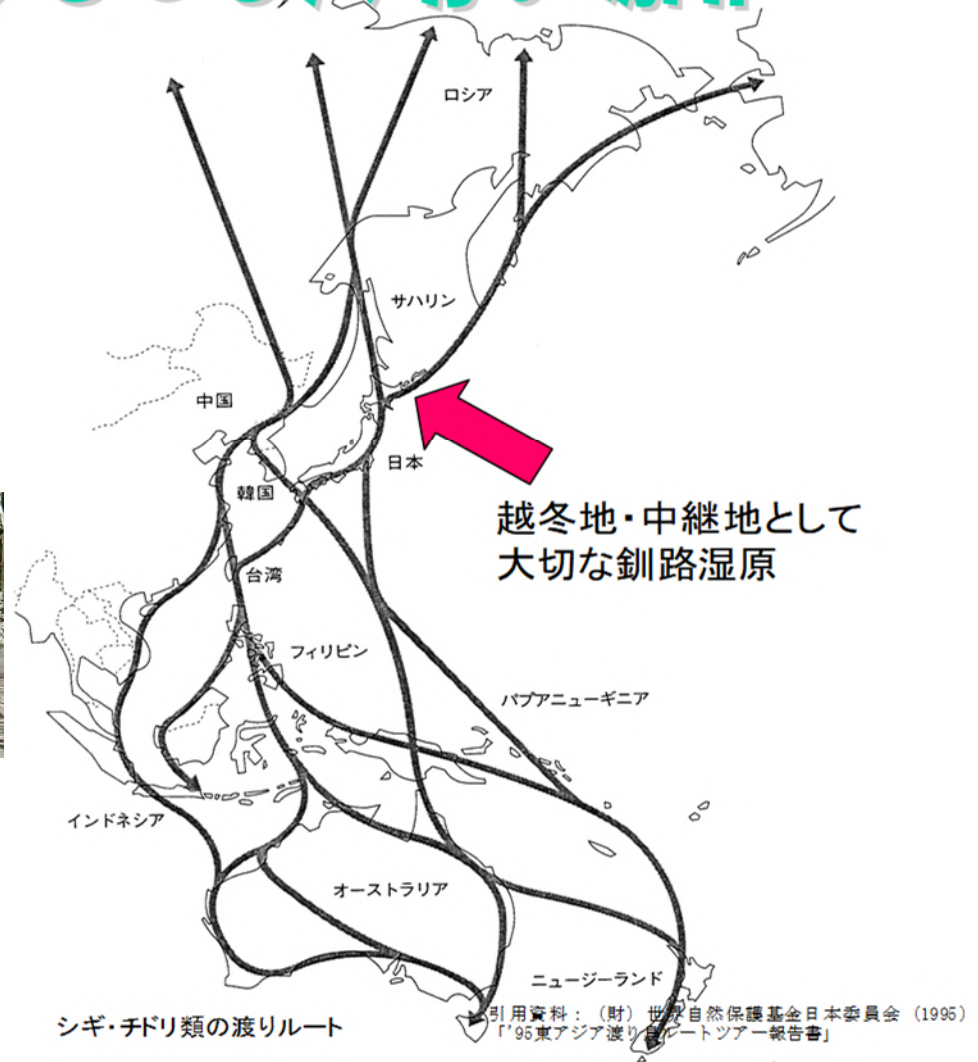 ロシア
サハリン
中国
日本
韓国
越冬地・中継地として
大切な釧路湿原
台湾
フィリピン
パプアニューギニア
インドネシア
オーストラリア
ニュージーランド
シギ・チドリ類の渡りルート
引用資料:(財)世界自然保護基金日本委員会(1995)
「'95東アジア渡り鳥ルートツアー報告書」